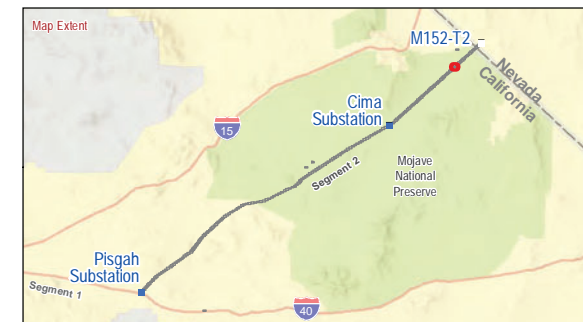 Map Extent
M152-T2
Nevada
California
Cima
Substation
15
Mojave
National
Preserve
Segment 2
Pisgah
Substation
Segment 1
40